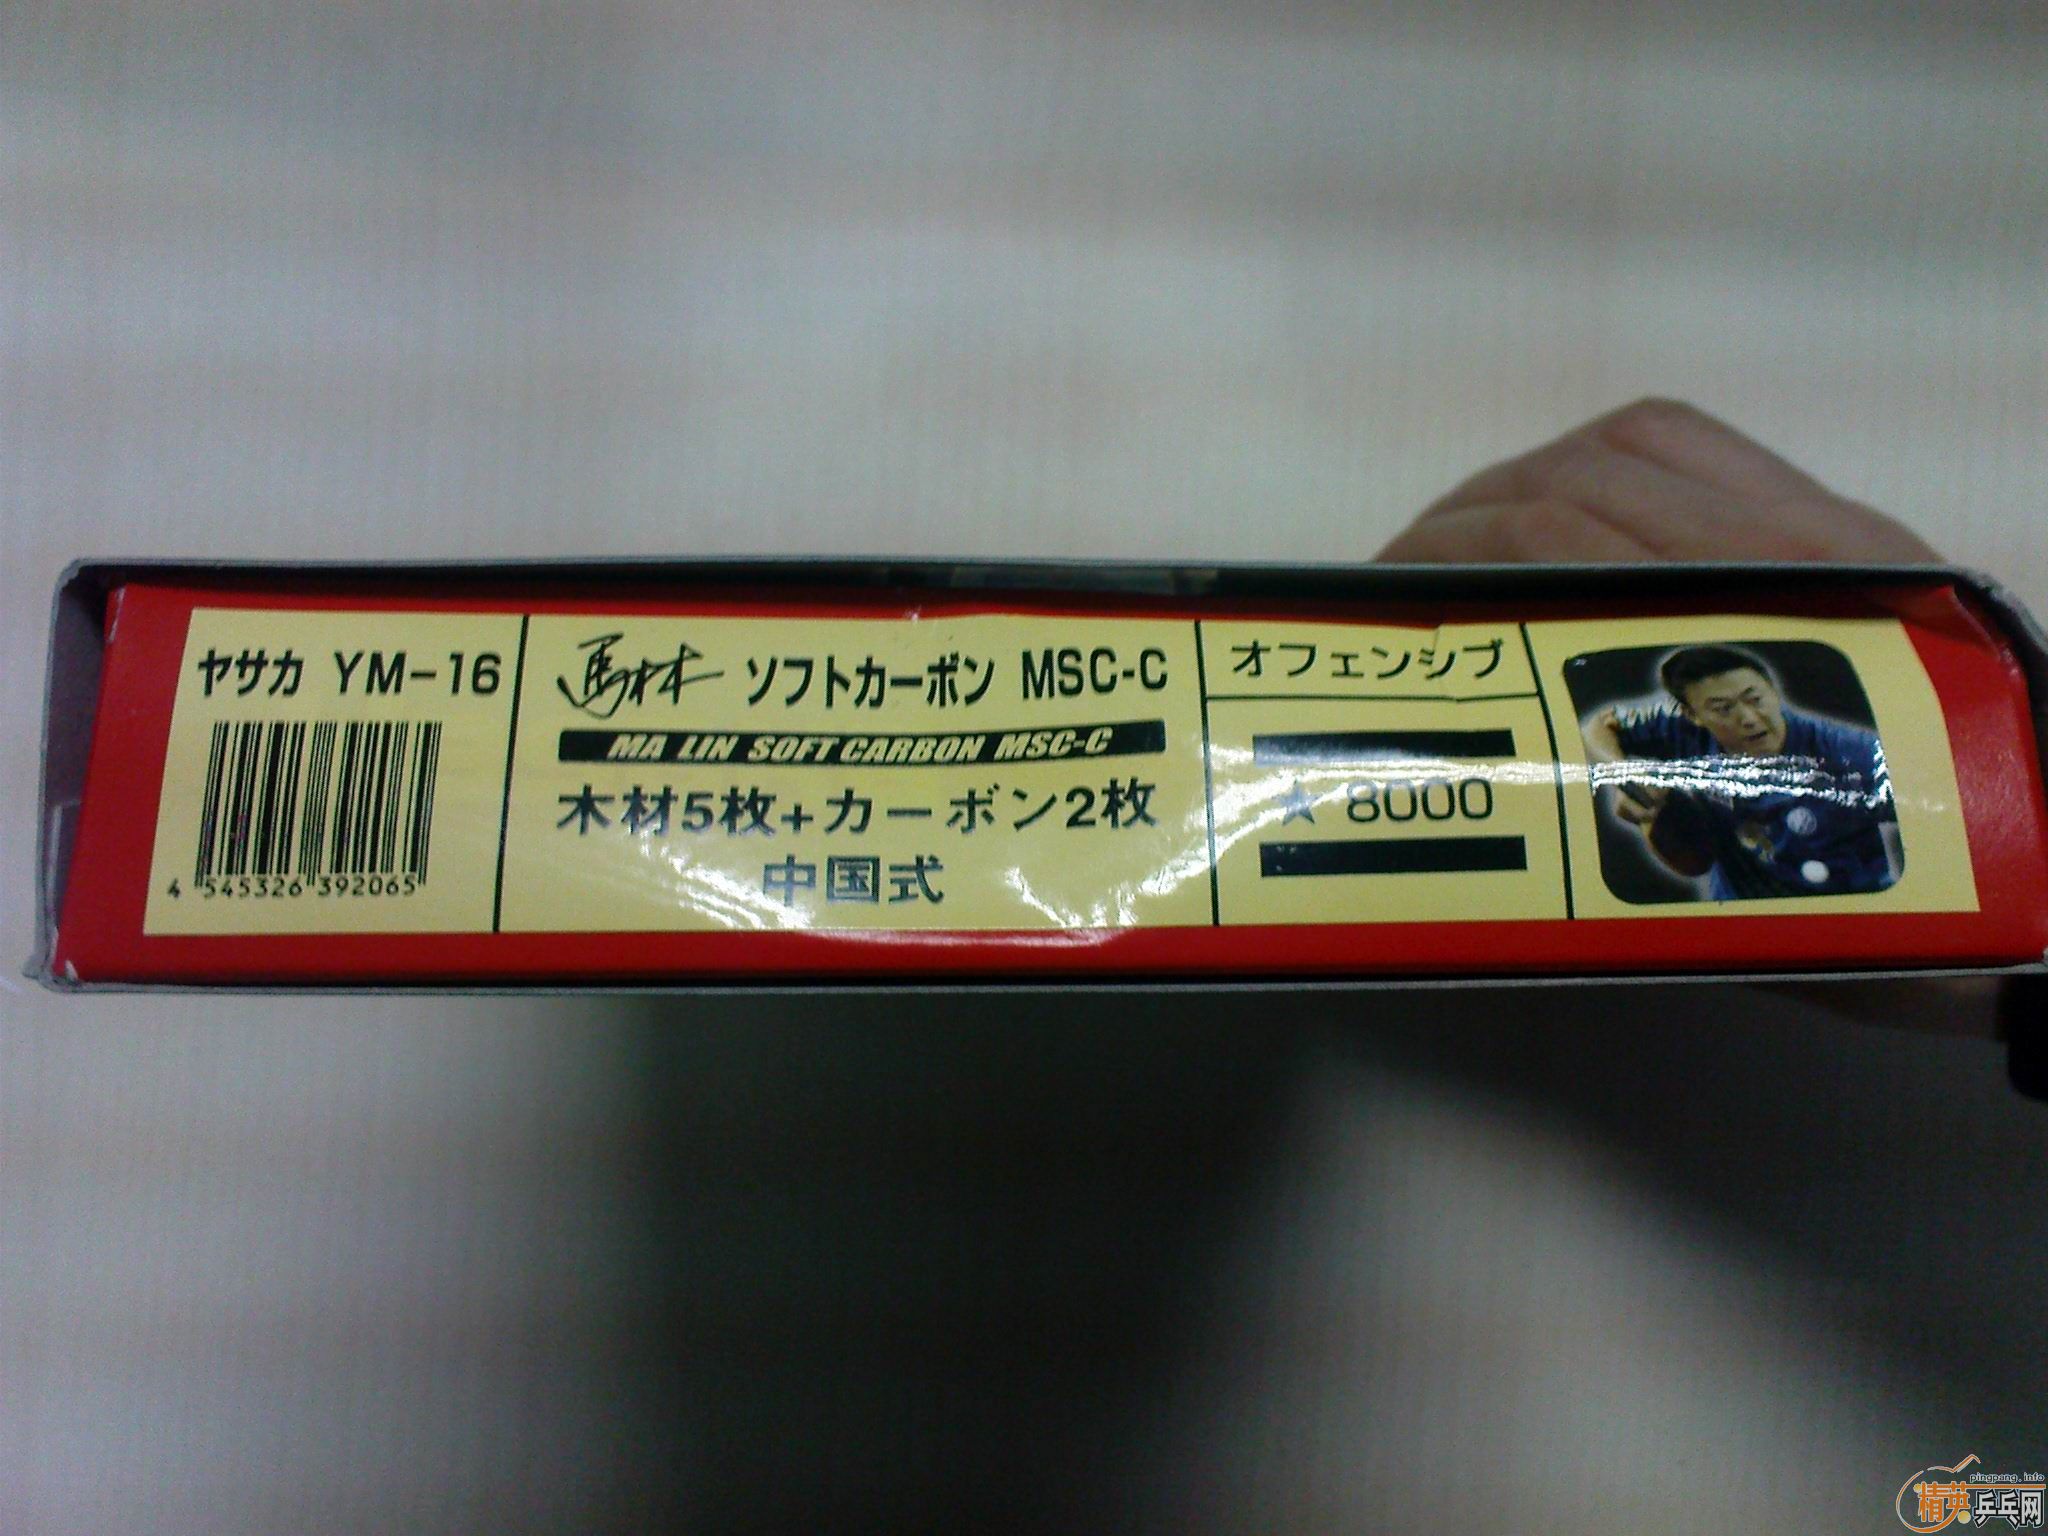 ヤサカ YM-16
4 545326 392065
馬林 ソフトカーボン MSC-C
MA LIN SOFT CARBON MSC-C
木材5枚+カーボン2枚
中国式
オフェンシブ
★ 8000
pingpang.info
精英乒乓网